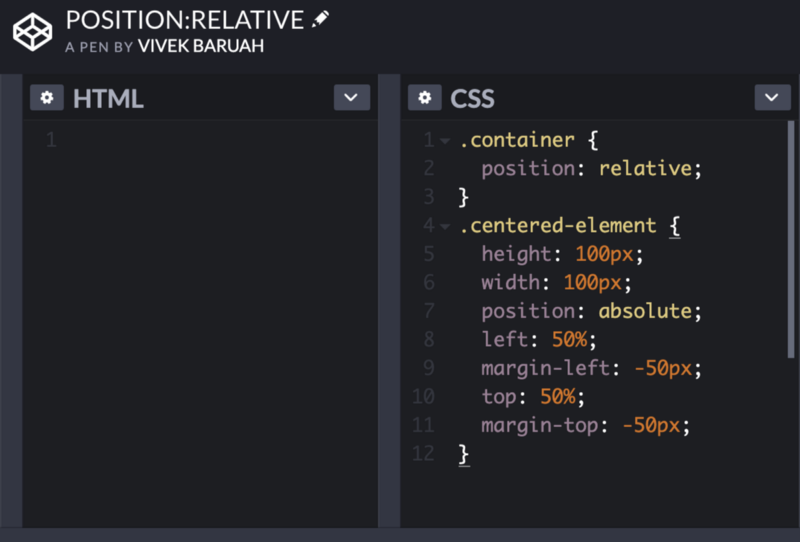 POSITION:RELATIVE
A PEN BY VIVEK BARUAH
HTML
1
CSS
1 .container {
2 position: relative;
3 }
4 .centered-element {
5 height: 100px;
6 width: 100px;
7 position: absolute;
8 left: 50%;
9 margin-left: -50px;
10 top: 50%;
11 margin-top: -50px;
12 }